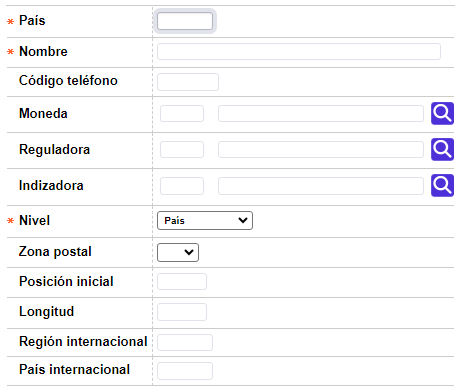 * País
* Nombre
Código teléfono
Moneda
Reguladora
Indizadora
* Nivel País
Zona postal
Posición inicial
Longitud
Región internacional
País internacional